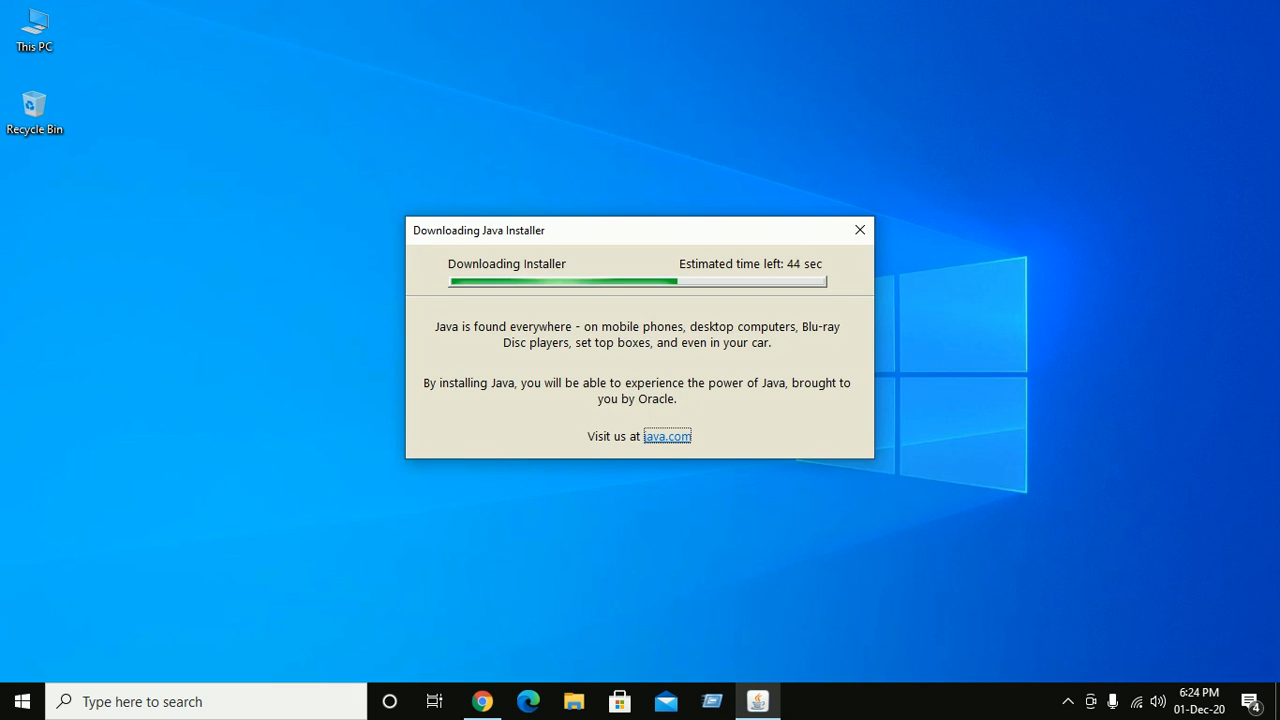 This PC
Recycle Bin
Downloading Java Installer
Downloading Installer Estimated time left: 44 sec
Java is found everywhere - on mobile phones, desktop computers, Blu-ray
Disc players, set top boxes, and even in your car.
By installing Java, you will be able to experience the power of Java, brought to
you by Oracle.
Visit us at java.com
Type here to search
6:24 PM
01-Dec-20
4